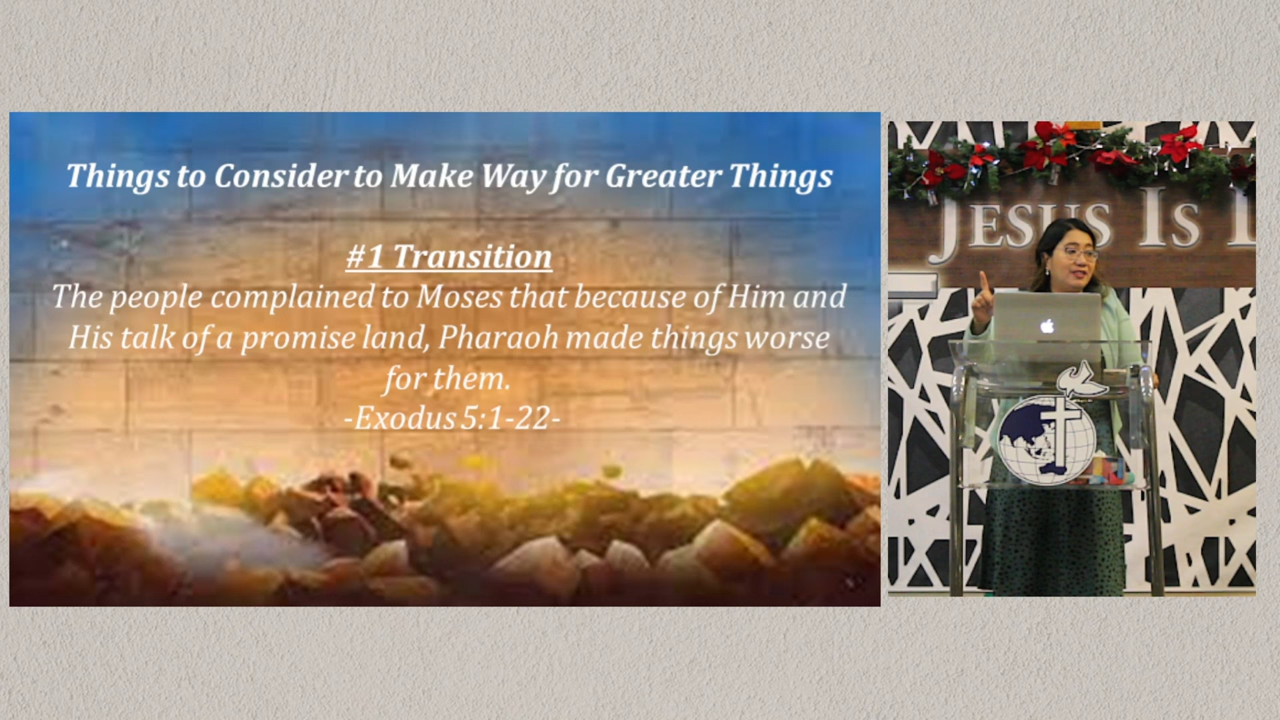 Things to Consider to Make Way for Greater Things
#1 Transition
The people complained to Moses that because of Him and
His talk of a promise land, Pharaoh made things worse
for them.
-Exodus 5:1-22-
JESUS IS L